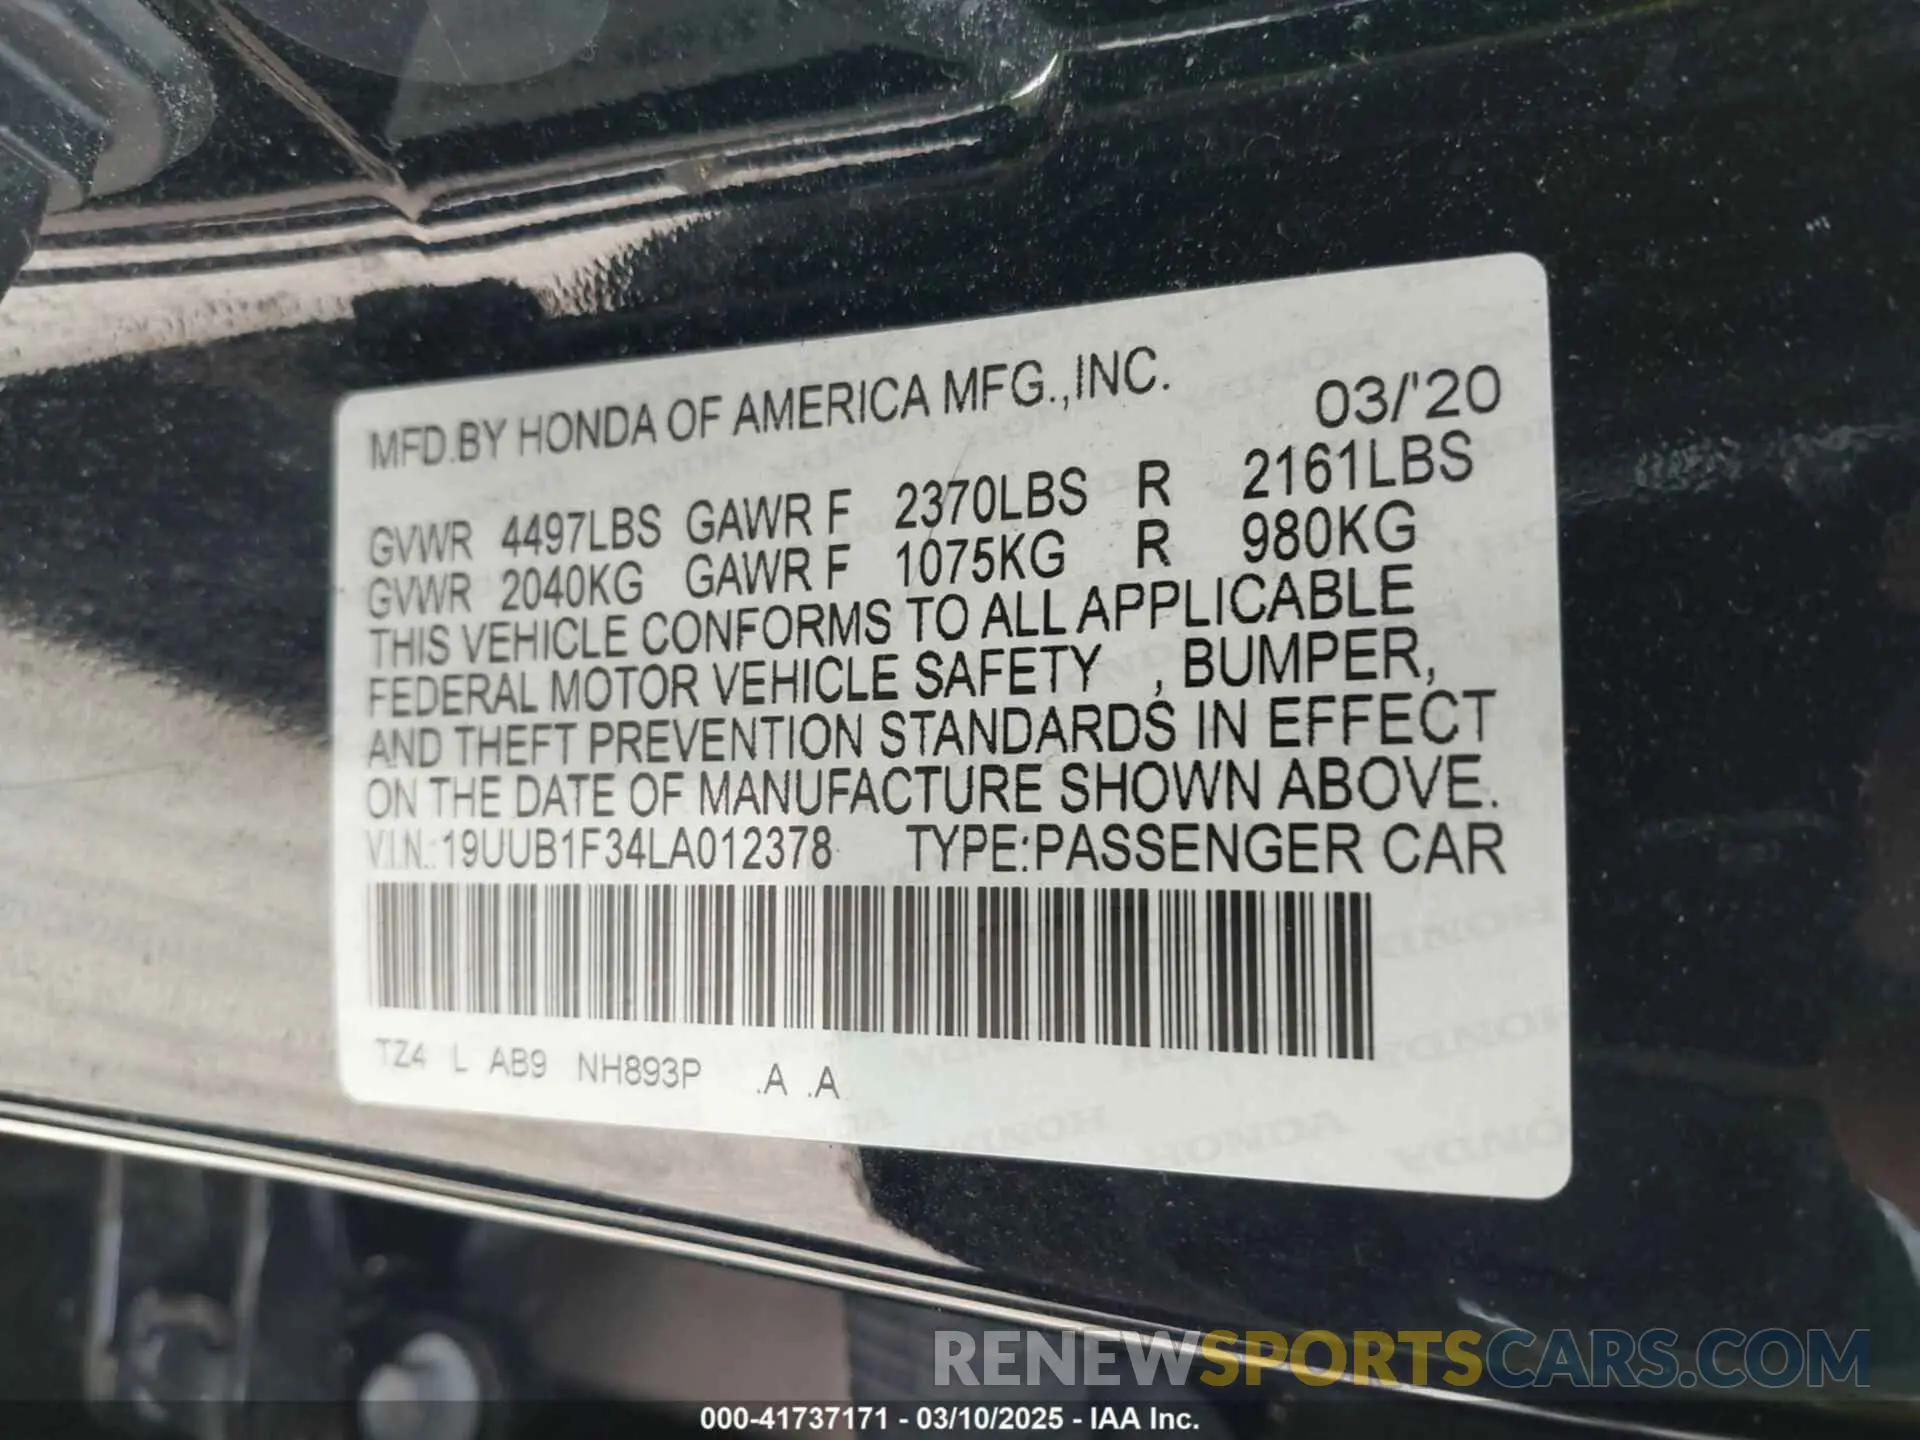 MFD.BY HONDA OF AMERICA MFG.,INC. 03/'20
GVWR 4497LBS GAWR F 2370LBS R 2161LBS
GVWR 2040KG GAWR F 1075KG R 980KG
THIS VEHICLE CONFORMS TO ALL APPLICABLE
FEDERAL MOTOR VEHICLE SAFETY , BUMPER,
AND THEFT PREVENTION STANDARDS IN EFFECT
ON THE DATE OF MANUFACTURE SHOWN ABOVE.
V.I.N.:19UUB1F34LA012378 TYPE:PASSENGER CAR
TZ4 L AB9 NH893P .A .A
RENEWSPORTSCARS.COM
000-41737171 - 03/10/2025 - IAA Inc.